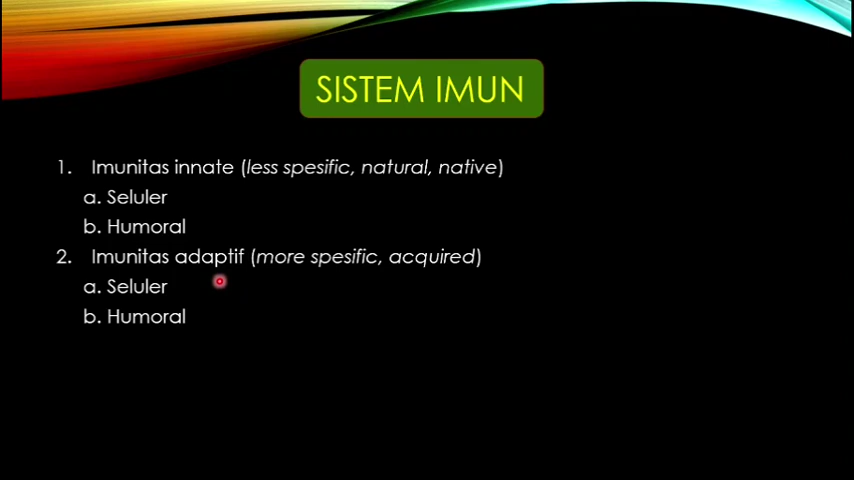 SISTEM IMUN
1. Imunitas innate (less spesific, natural, native)
a. Seluler
b. Humoral
2. Imunitas adaptif (more spesific, acquired)
a. Seluler
b. Humoral